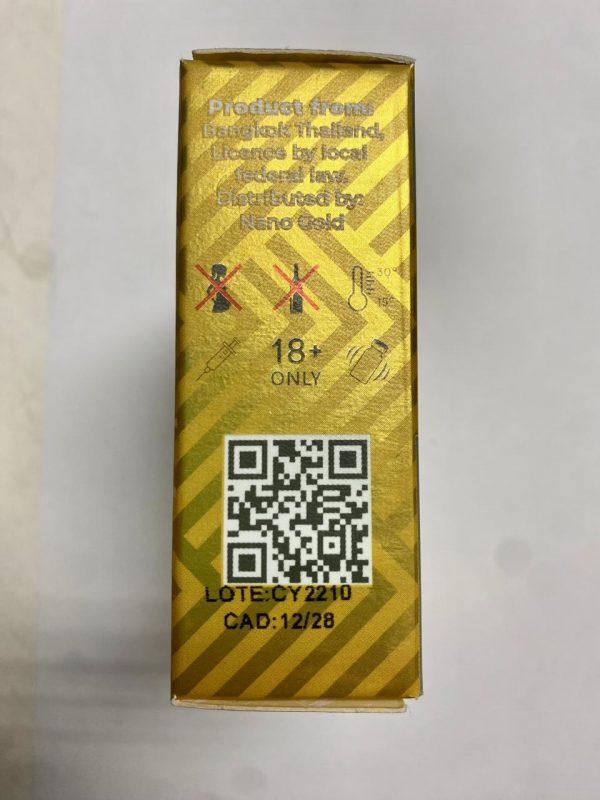 Product from:
Bangkok Thailand,
Licence by local
federal law.
Distributed by:
Nano Gold
30°
15°
18+
ONLY
LOTE:CY2210
CAD:12/28